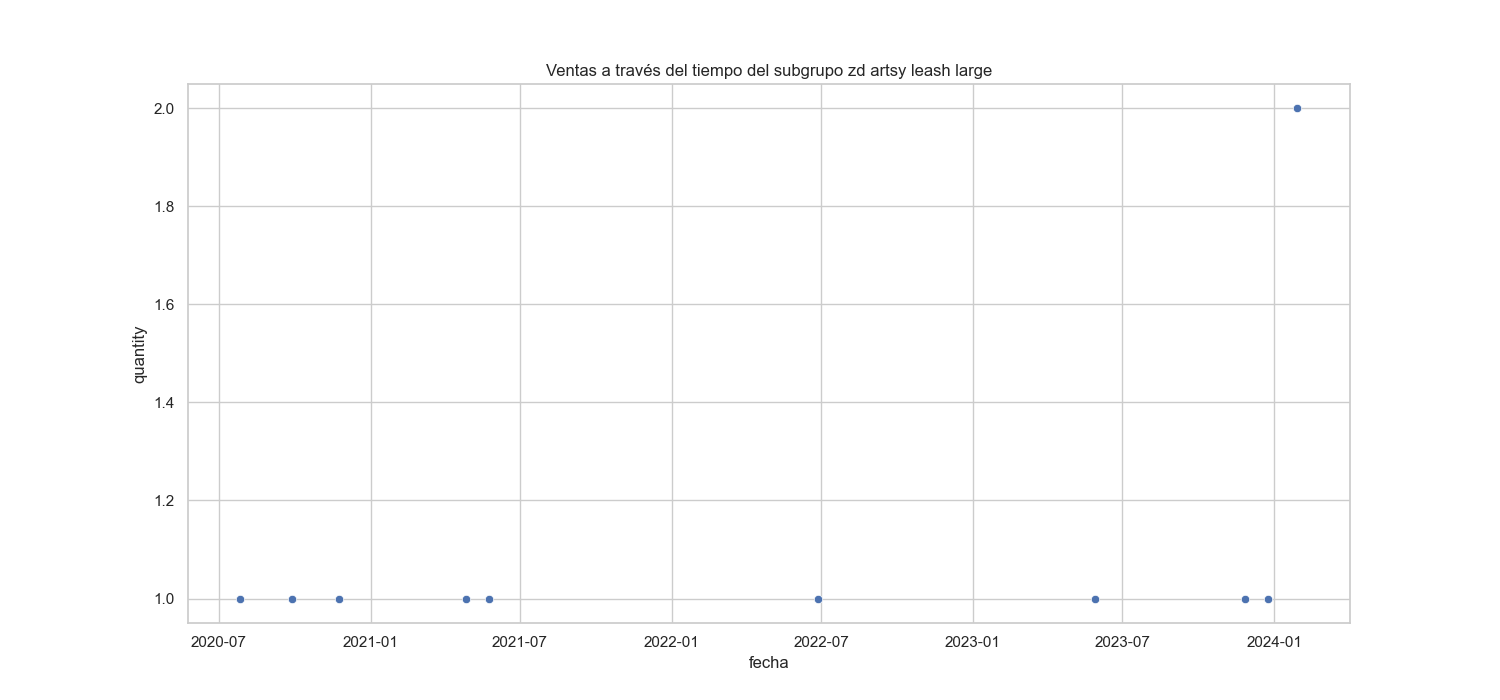 Ventas a través del tiempo del subgrupo zd artsy leash large
2.0
1.8
1.6
1.4
1.2
1.0
quantity
2020-07 2021-01 2021-07 2022-01 2022-07 2023-01 2023-07 2024-01
fecha